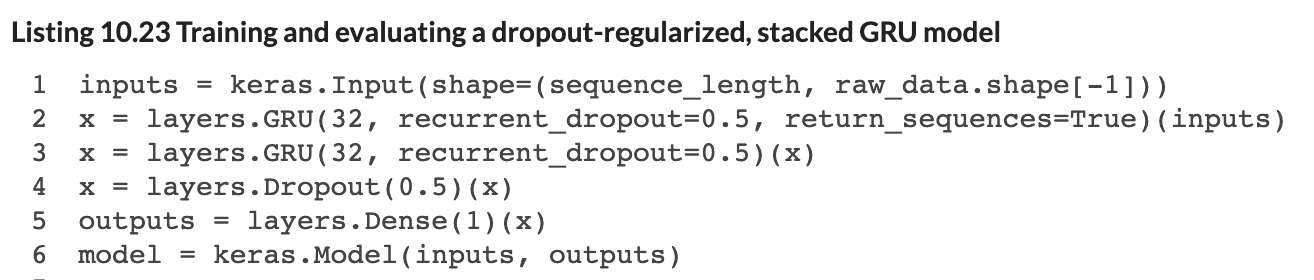 Listing 10.23 Training and evaluating a dropout-regularized, stacked GRU model
1 inputs = keras.Input(shape=(sequence_length, raw_data.shape[-1]))
2 x = layers.GRU(32, recurrent_dropout=0.5, return_sequences=True)(inputs)
3 x = layers.GRU(32, recurrent_dropout=0.5)(x)
4 x = layers.Dropout(0.5)(x)
5 outputs = layers.Dense(1)(x)
6 model = keras.Model(inputs, outputs)